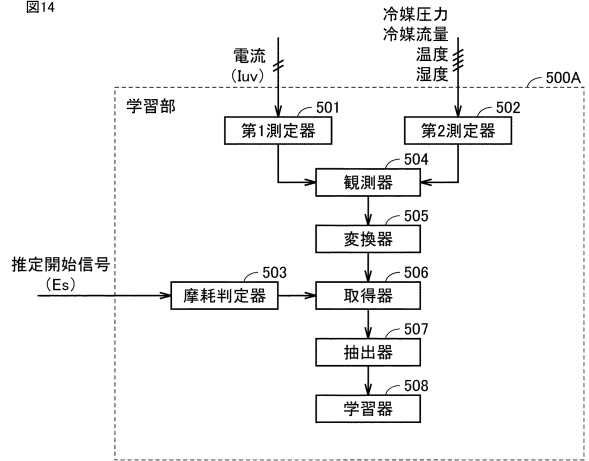 図14
冷媒圧力
冷媒流量
温度
湿度
電流
(Iuv)
500A
学習部
501
第1測定器
502
第2測定器
504
観測器
505
変換器
推定開始信号
(Es)
503
摩耗判定器
506
取得器
507
抽出器
508
学習器